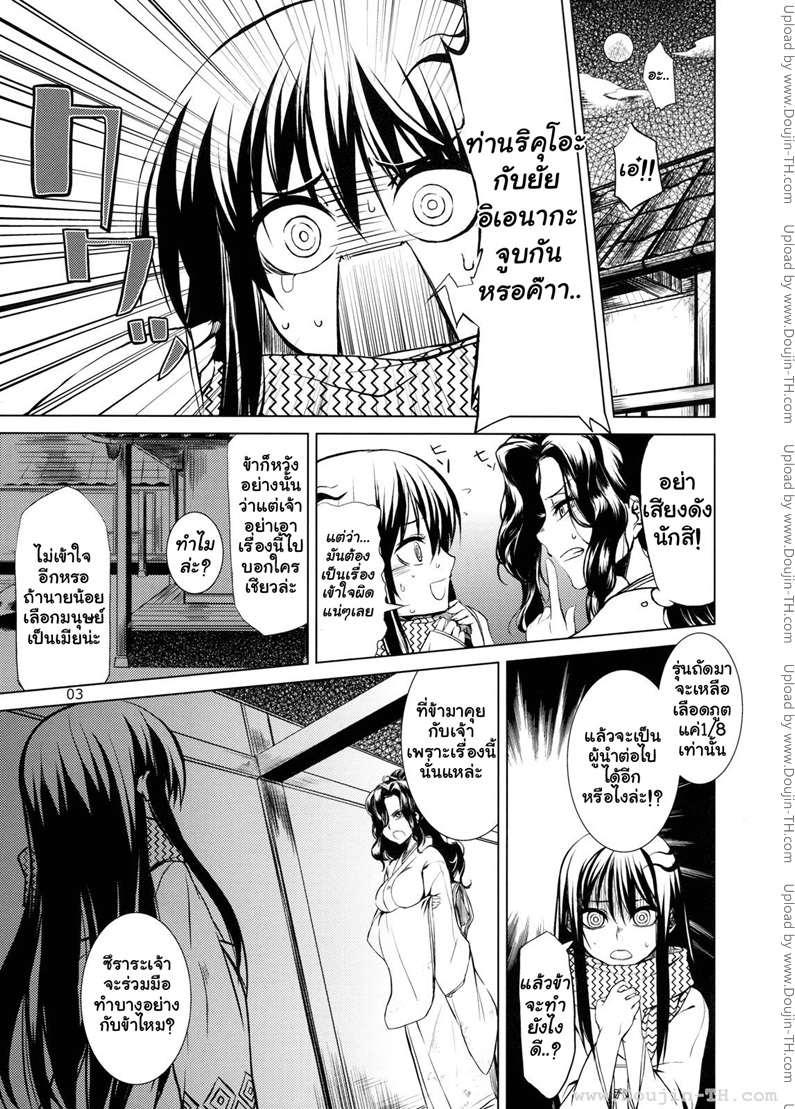 อะ..
เอ๋!!
ท่านริคุโอะ
กับยัย
อิเอนากะ
จูบกัน
หรอค๊าา..
อย่า
เสียงดัง
นักสิ!
แต่ว่า...
มันต้อง
เป็นเรื่อง
เข้าใจผิด
แน่ๆเลย
ข้าก็หวัง
อย่างนั้น
ว่าแต่เจ้า
อย่าเอา
เรื่องนี้ไป
บอกใคร
เชียวล่ะ
ทำไม
ล่ะ?
ไม่เข้าใจ
อีกหรอ
ถ้านายน้อย
เลือกมนุษย์
เป็นเมียน่ะ
รุ่นถัดมา
จะเหลือ
เลือดภูต
แค่1/8
เท่านั้น
แล้วจะเป็น
ผู้นำต่อไป
ได้อีก
หรือไงล่ะ!?
แล้วข้า
จะทำ
ยังไง
ดี..?
ที่ข้ามาคุย
กับเจ้า
เพราะเรื่องนี้
นั่นแหล่ะ
ซึราระเจ้า
จะร่วมมือ
ทำบางอย่าง
กับข้าไหม?
03
www.Doujin-TH.com
Upload by www.Doujin-TH.com
Upload by www.Doujin-TH.com
Upload by www.Doujin-TH.com
Upload by www.Doujin-TH.com
Upload by www.Doujin-TH.com